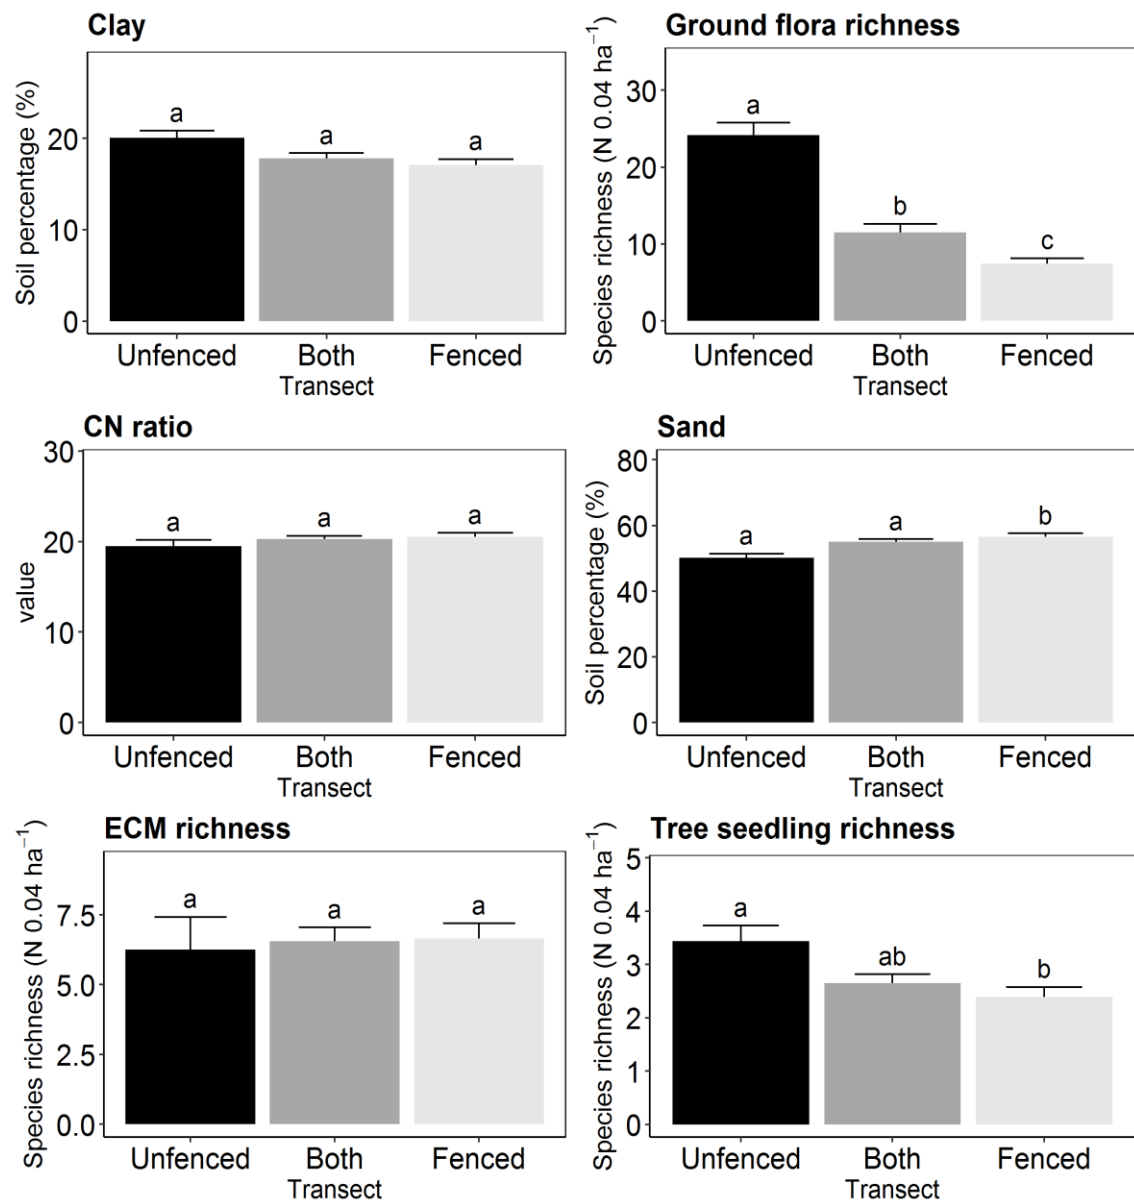 Clay
Soil percentage (%)
20
10
0
a
a
a
Unfenced Both Fenced
Transect
Ground flora richness
Species richness (N 0.04 ha⁻¹)
30
20
10
0
a
b
c
Unfenced Both Fenced
Transect
CN ratio
value
30
20
10
0
a
a
a
Unfenced Both Fenced
Transect
Sand
Soil percentage (%)
80
60
40
20
0
a
a
b
Unfenced Both Fenced
Transect
ECM richness
Species richness (N 0.04 ha⁻¹)
7.5
5.0
2.5
0.0
a
a
a
Unfenced Both Fenced
Transect
Tree seedling richness
Species richness (N 0.04 ha⁻¹)
5
4
3
2
1
0
a
ab
b
Unfenced Both Fenced
Transect